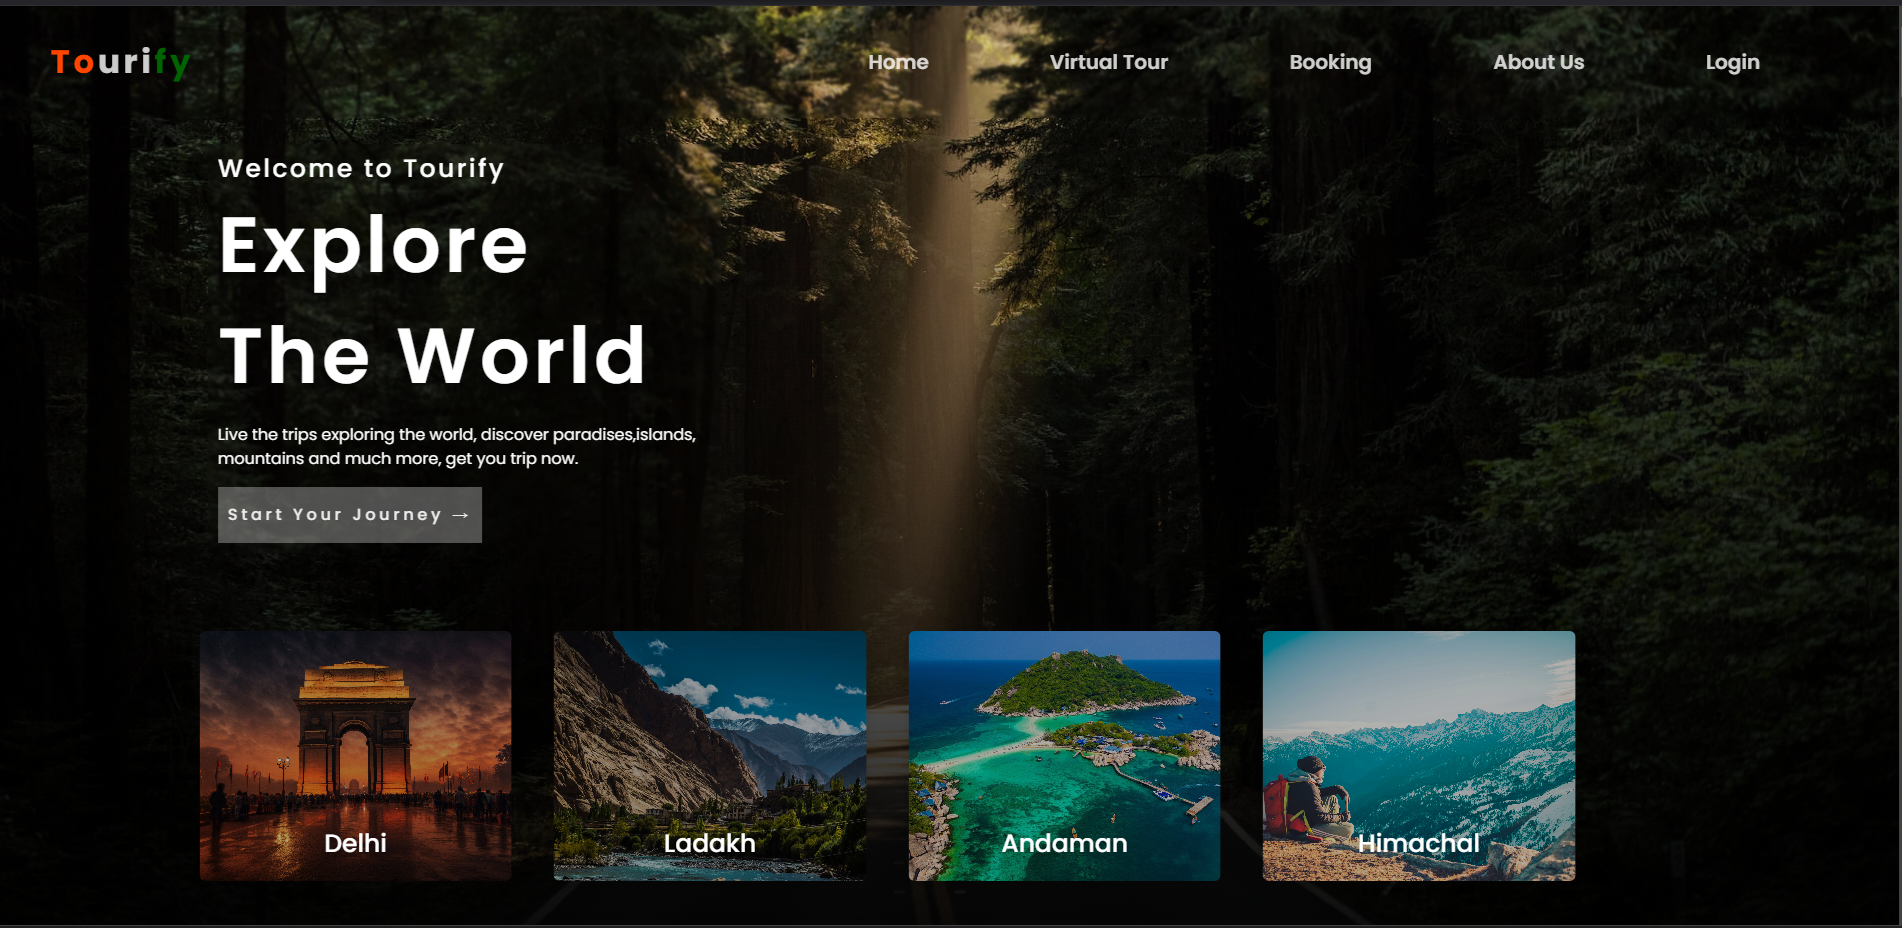 Tourify
Home Virtual Tour Booking About Us Login
Welcome to Tourify
Explore
The World
Live the trips exploring the world, discover paradises,islands,
mountains and much more, get you trip now.
Start Your Journey →
Delhi Ladakh Andaman Himachal